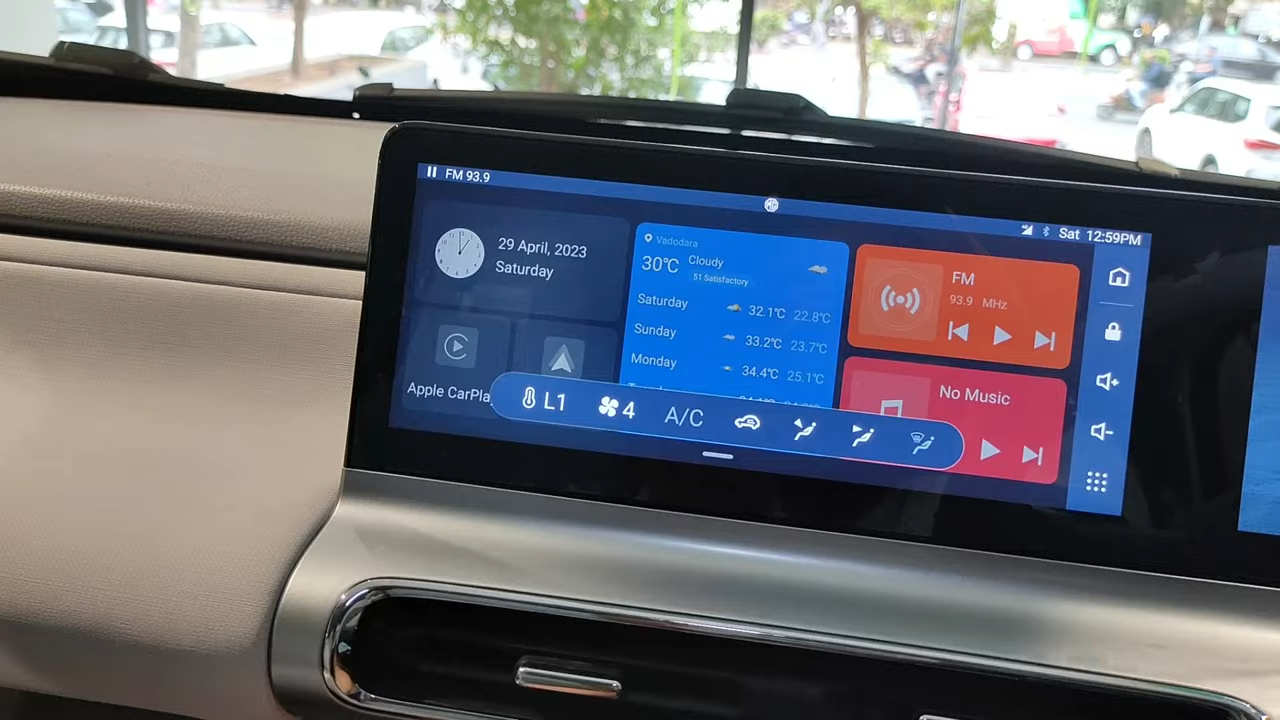 FM 93.9
MG
Sat 12:59PM
29 April, 2023
Saturday
Vadodara
30°C
Cloudy
51 Satisfactory
Saturday 32.1°C 22.8°C
Sunday 33.2°C 23.7°C
Monday 34.4°C 25.1°C
FM
93.9 MHz
No Music
Apple CarPla
L1 4 A/C